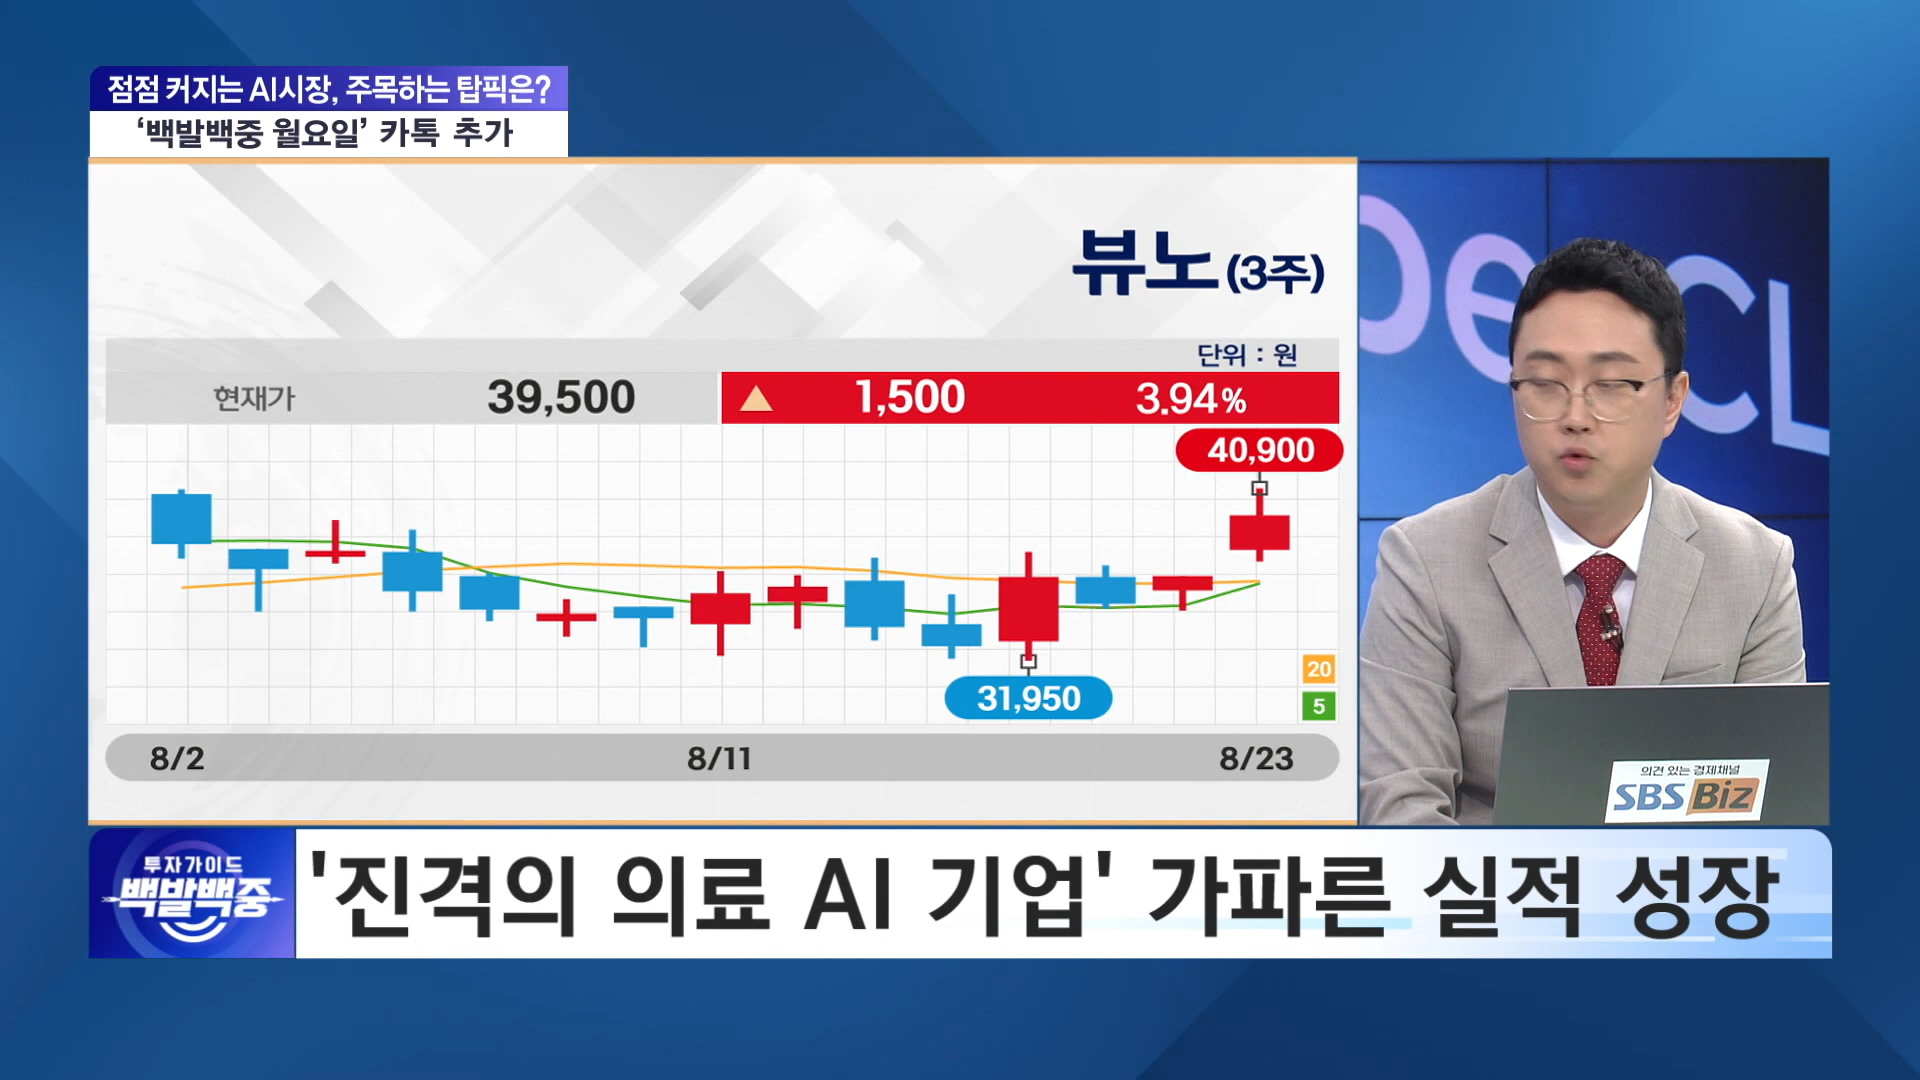 점점 커지는 AI시장, 주목하는 탑픽은?
‘백발백중 월요일’ 카톡 추가
뷰노 (3주)
단위 : 원
현재가 39,500 ▲ 1,500 3.94%
40,900
31,950
20
5
8/2 8/11 8/23
의견 있는 경제채널
SBS Biz
투자가이드
백발백중
'진격의 의료 AI 기업' 가파른 실적 성장